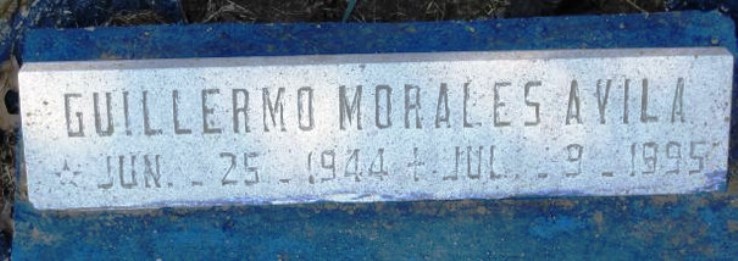 GUILLERMO MORALES AVILA
☆ JUN. - 25 - 1944 + JUL. - 9 - 1995